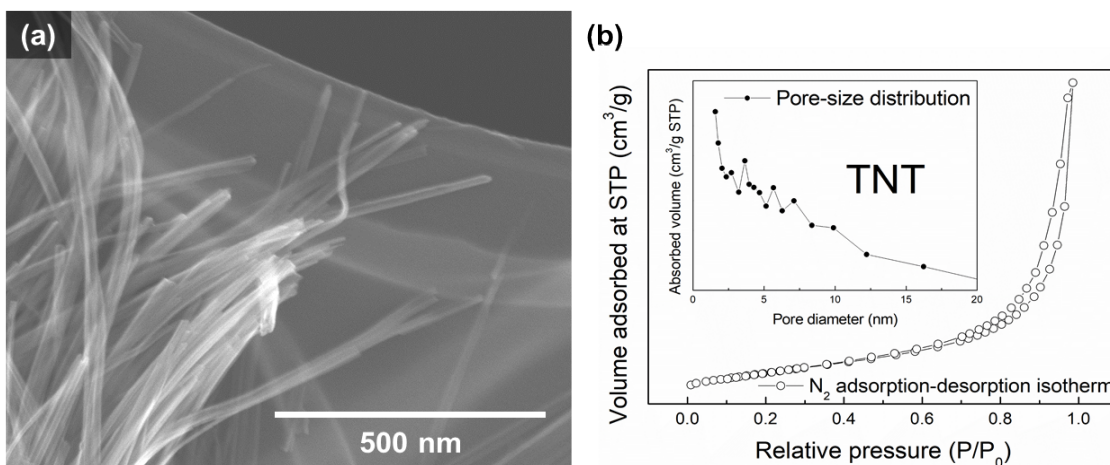 (a)
500 nm
(b)
Volume adsorbed at STP (cm³/g)
Absorbed volume (cm³/g STP)
Pore-size distribution
TNT
0 5 10 15 20
Pore diameter (nm)
N₂ adsorption-desorption isotherm
0.0 0.2 0.4 0.6 0.8 1.0
Relative pressure (P/P₀)